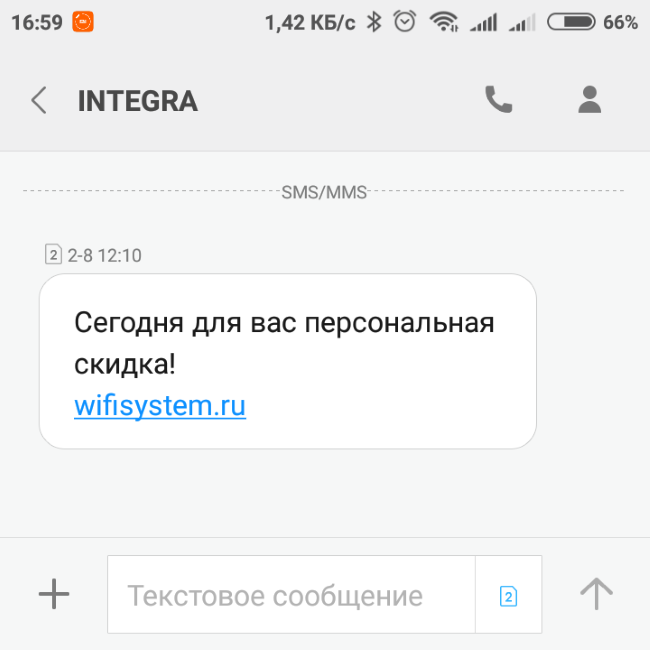 16:59 1,42 КБ/с 66%
INTEGRA
SMS/MMS
2 2-8 12:10
Сегодня для вас персональная
скидка!
wifisystem.ru
Текстовое сообщение 2